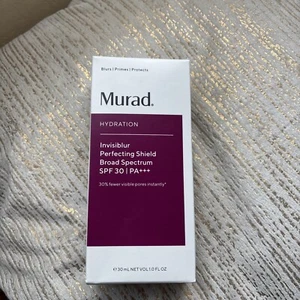 Blurs | Primes | Protects
Murad.
HYDRATION
Invisiblur
Perfecting Shield
Broad Spectrum
SPF 30 | PA+++
30% fewer visible pores instantly*
℮ 30 mL NET VOL 1.0 FL. OZ.